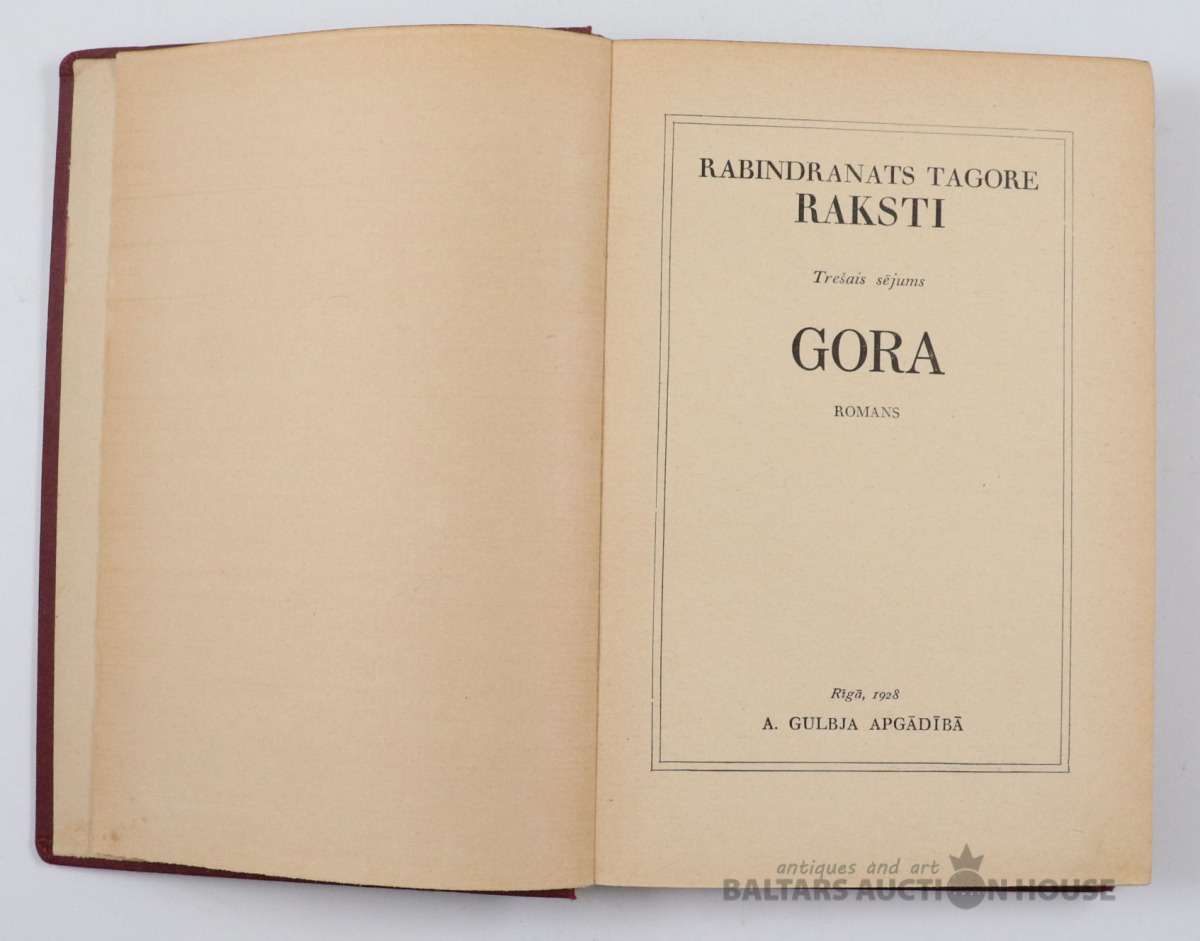 RABINDRANATS TAGORE
RAKSTI
Trešais sējums
GORA
ROMANS
Rīgā, 1928
A. GULBJA APGĀDĪBĀ
antiques and art
BALTARS AUCTION HOUSE